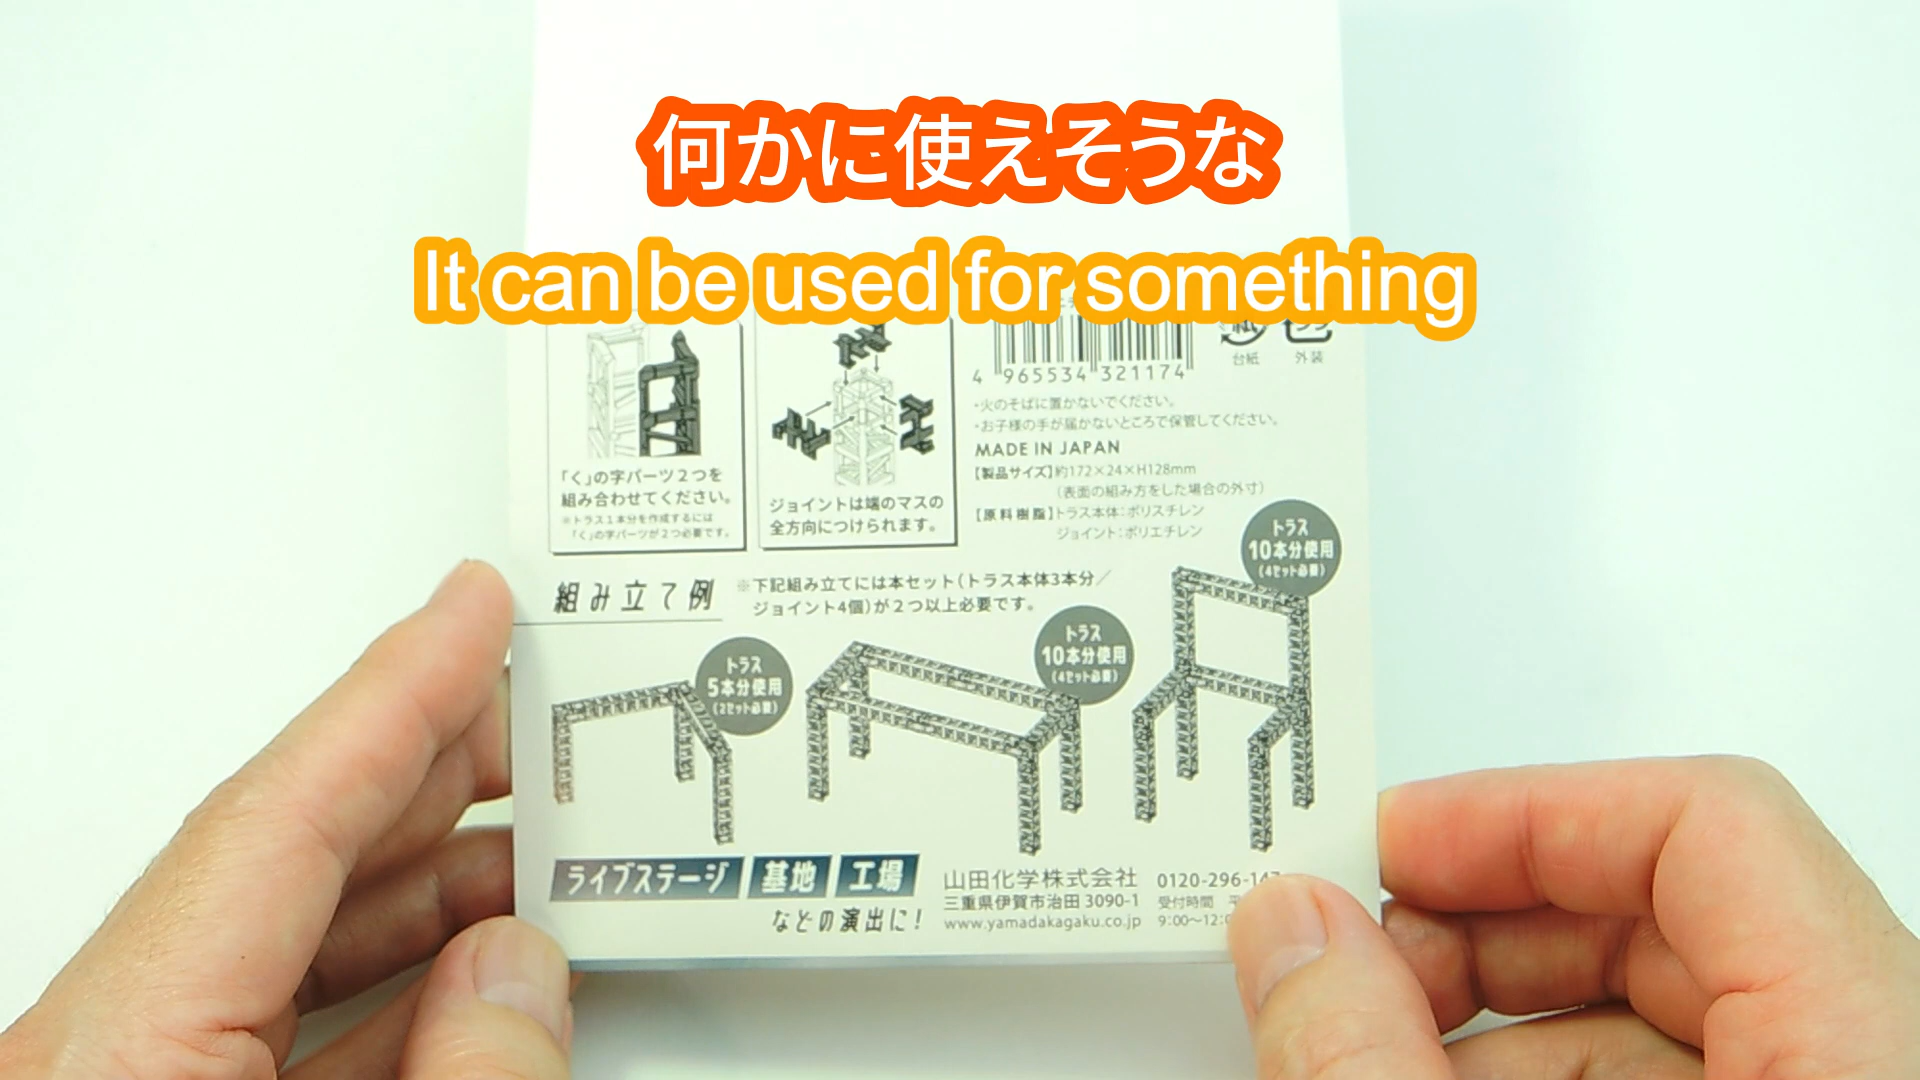 何かに使えそうな
It can be used for something
台紙
外装
4 965534 321174
・火のそばに置かないでください。
・お子様の手が届かないところで保管してください。
MADE IN JAPAN
【製品サイズ】約172×24×H128mm
（表面の組み方をした場合の外寸）
【原料樹脂】トラス本体：ポリスチレン
ジョイント：ポリエチレン
「く」の字パーツ２つを
組み合わせてください。
※トラス１本分を作成するには
「く」の字パーツが２つ必要です。
ジョイントは端のマスの
全方向につけられます。
組み立て例
※下記組み立てには本セット（トラス本体3本分／
ジョイント4個）が２つ以上必要です。
トラス
5本分使用
（2セット必要）
トラス
10本分使用
（4セット必要）
トラス
10本分使用
（4セット必要）
ライブステージ 基地 工場
などの演出に！
山田化学株式会社
三重県伊賀市治田 3090-1
www.yamadakagaku.co.jp
0120-296-147
受付時間
9:00〜12:0